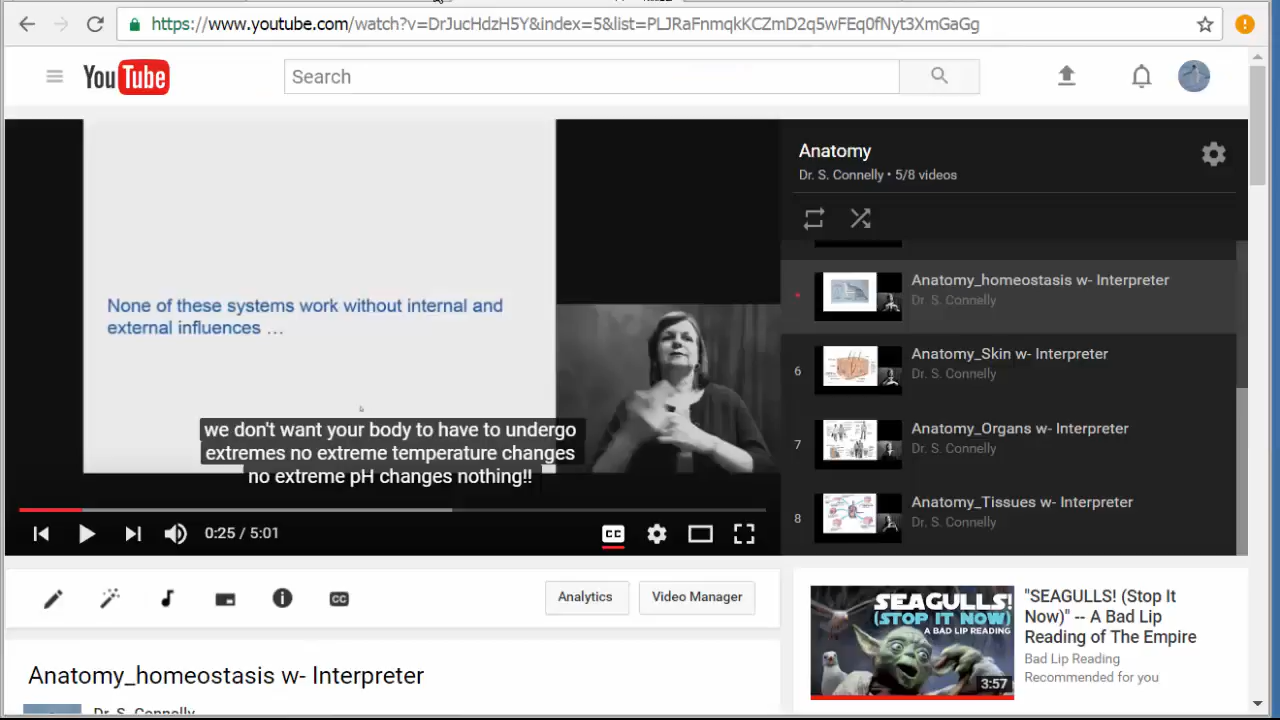 https://www.youtube.com/watch?v=DrJucHdzH5Y&index=5&list=PLJRaFnmqkKCZmD2q5wFEq0fNyt3XmGaGg
YouTube
Search
None of these systems work without internal and
external influences …
we don't want your body to have to undergo
extremes no extreme temperature changes
no extreme pH changes nothing!!
0:25 / 5:01
CC
Anatomy
Dr. S. Connelly • 5/8 videos
Anatomy_homeostasis w- Interpreter
Dr. S. Connelly
6
Anatomy_Skin w- Interpreter
Dr. S. Connelly
7
Anatomy_Organs w- Interpreter
Dr. S. Connelly
8
Anatomy_Tissues w- Interpreter
Dr. S. Connelly
CC
Analytics
Video Manager
Anatomy_homeostasis w- Interpreter
Dr. S. Connelly
SEAGULLS!
(STOP IT NOW)
A BAD LIP READING
3:57
"SEAGULLS! (Stop It
Now)" -- A Bad Lip
Reading of The Empire
Bad Lip Reading
Recommended for you